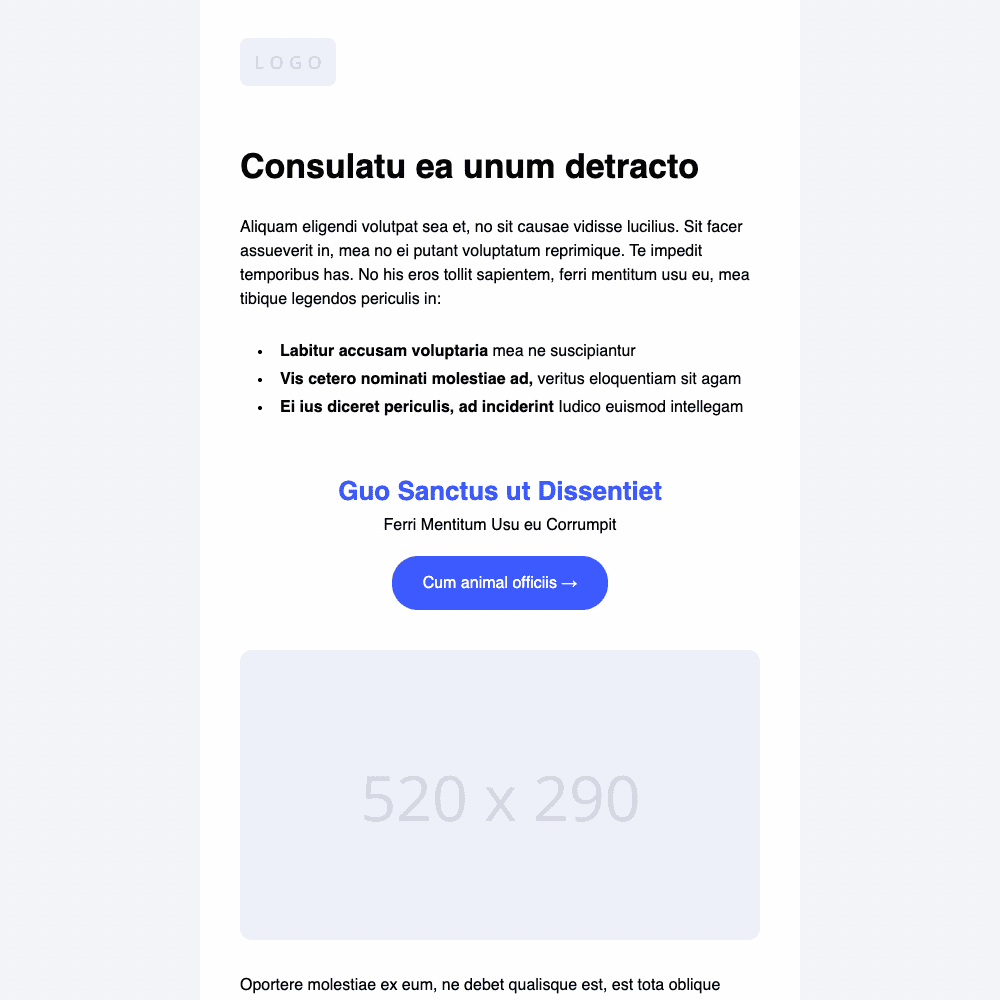 LOGO
Consulatu ea unum detracto
Aliquam eligendi volutpat sea et, no sit causae vidisse lucilius. Sit facer
assueverit in, mea no ei putant voluptatum reprimique. Te impedit
temporibus has. No his eros tollit sapientem, ferri mentitum usu eu, mea
tibique legendos periculis in:
• Labitur accusam voluptaria mea ne suscipiantur
• Vis cetero nominati molestiae ad, veritus eloquentiam sit agam
• Ei ius diceret periculis, ad inciderint ludico euismod intellegam
Guo Sanctus ut Dissentiet
Ferri Mentitum Usu eu Corrumpit
Cum animal officiis →
520 x 290
Oportere molestiae ex eum, ne debet qualisque est, est tota oblique